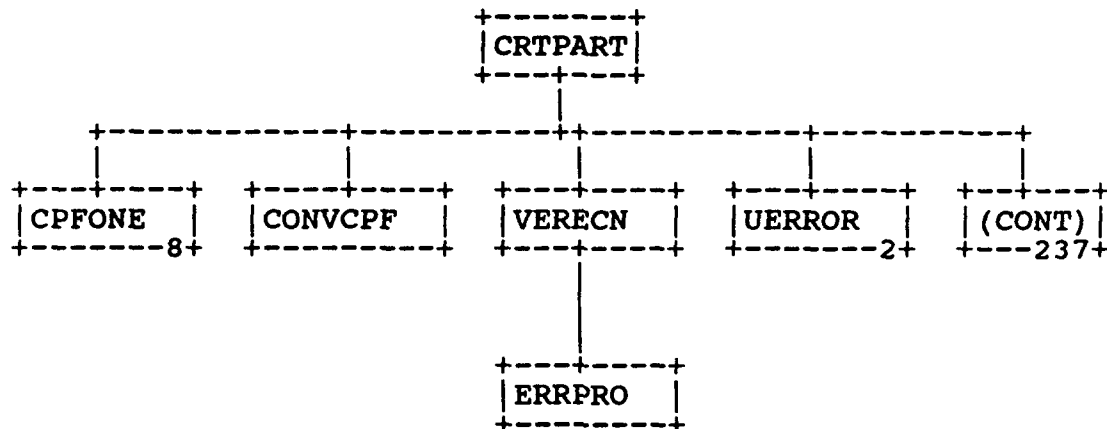 CRTPART
CPFONE CONVCPF VERECN UERROR (CONT)
8 2 237
ERRPRO